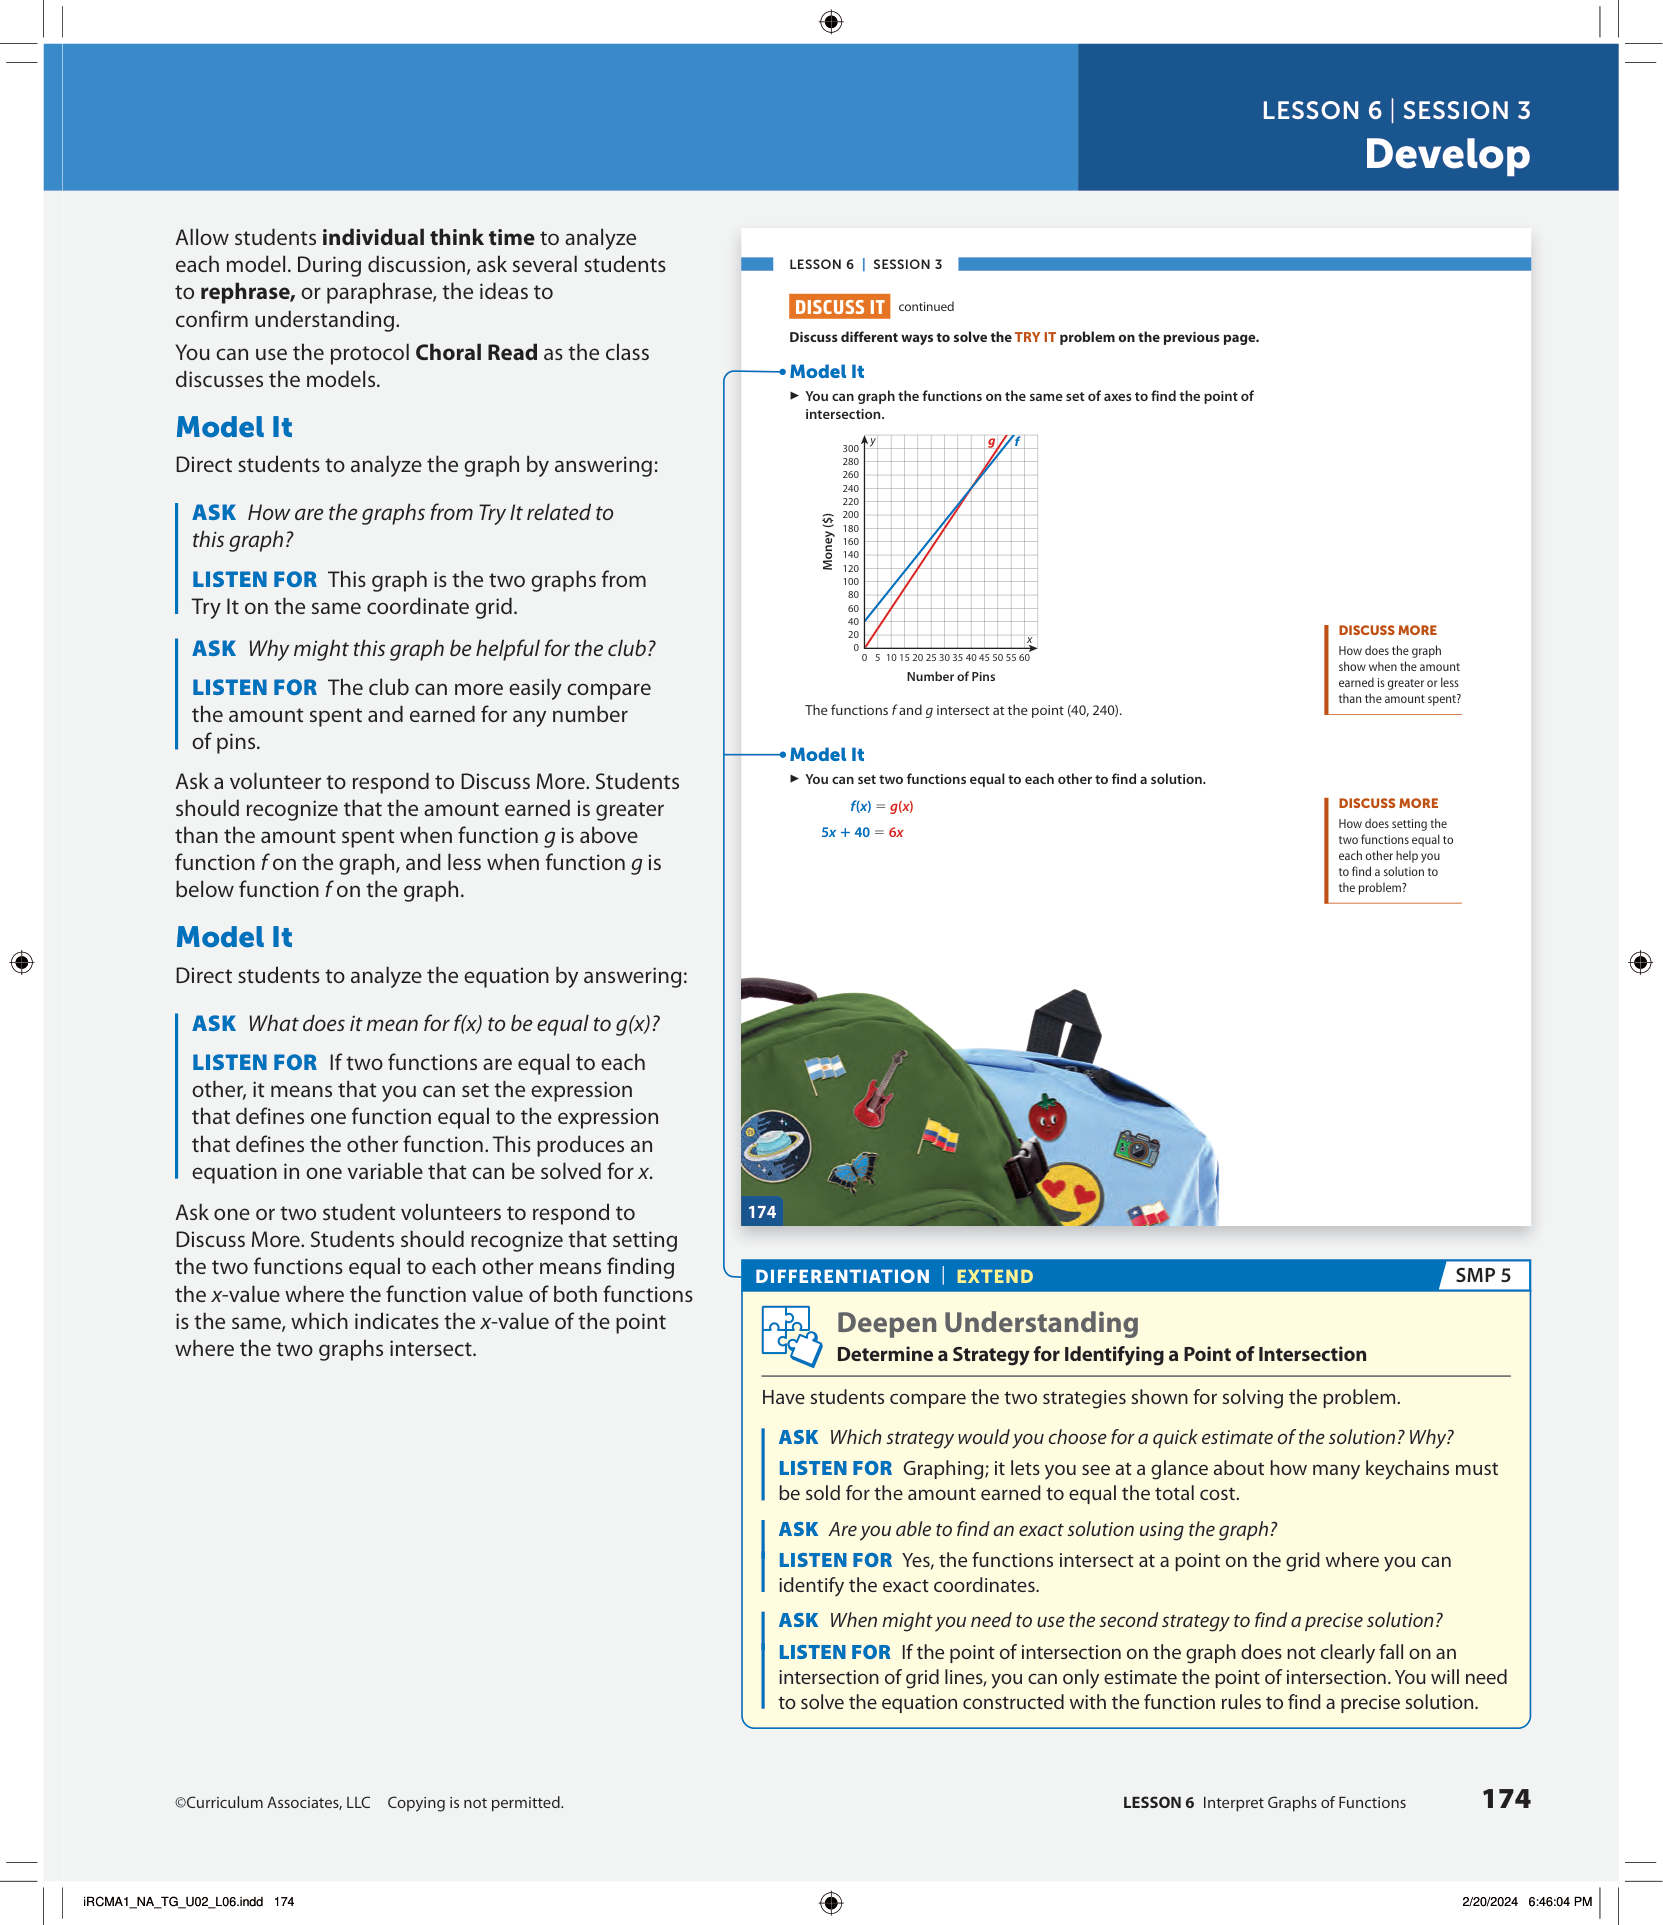 LESSON 6 | SESSION 3
Develop
Allow students individual think time to analyze
each model. During discussion, ask several students
to rephrase, or paraphrase, the ideas to
confirm understanding.
You can use the protocol Choral Read as the class
discusses the models.
Model It
Direct students to analyze the graph by answering:
ASK How are the graphs from Try It related to
this graph?
LISTEN FOR This graph is the two graphs from
Try It on the same coordinate grid.
ASK Why might this graph be helpful for the club?
LISTEN FOR The club can more easily compare
the amount spent and earned for any number
of pins.
Ask a volunteer to respond to Discuss More. Students
should recognize that the amount earned is greater
than the amount spent when function g is above
function f on the graph, and less when function g is
below function f on the graph.
Model It
Direct students to analyze the equation by answering:
ASK What does it mean for f(x) to be equal to g(x)?
LISTEN FOR If two functions are equal to each
other, it means that you can set the expression
that defines one function equal to the expression
that defines the other function. This produces an
equation in one variable that can be solved for x.
Ask one or two student volunteers to respond to
Discuss More. Students should recognize that setting
the two functions equal to each other means finding
the x-value where the function value of both functions
is the same, which indicates the x-value of the point
where the two graphs intersect.
LESSON 6 | SESSION 3
DISCUSS IT continued
Discuss different ways to solve the TRY IT problem on the previous page.
Model It
▶ You can graph the functions on the same set of axes to find the point of
intersection.
y
g f
300
280
260
240
220
200
180
160
140
120
100
80
60
40
20
0
Money ($)
x
0 5 10 15 20 25 30 35 40 45 50 55 60
Number of Pins
The functions f and g intersect at the point (40, 240).
DISCUSS MORE
How does the graph
show when the amount
earned is greater or less
than the amount spent?
Model It
▶ You can set two functions equal to each other to find a solution.
f(x) = g(x)
5x + 40 = 6x
DISCUSS MORE
How does setting the
two functions equal to
each other help you
to find a solution to
the problem?
174
DIFFERENTIATION | EXTEND
SMP 5
Deepen Understanding
Determine a Strategy for Identifying a Point of Intersection
Have students compare the two strategies shown for solving the problem.
ASK Which strategy would you choose for a quick estimate of the solution? Why?
LISTEN FOR Graphing; it lets you see at a glance about how many keychains must
be sold for the amount earned to equal the total cost.
ASK Are you able to find an exact solution using the graph?
LISTEN FOR Yes, the functions intersect at a point on the grid where you can
identify the exact coordinates.
ASK When might you need to use the second strategy to find a precise solution?
LISTEN FOR If the point of intersection on the graph does not clearly fall on an
intersection of grid lines, you can only estimate the point of intersection. You will need
to solve the equation constructed with the function rules to find a precise solution.
©Curriculum Associates, LLC Copying is not permitted.
LESSON 6 Interpret Graphs of Functions 174
iRCMA1_NA_TG_U02_L06.indd 174
2/20/2024 6:46:04 PM